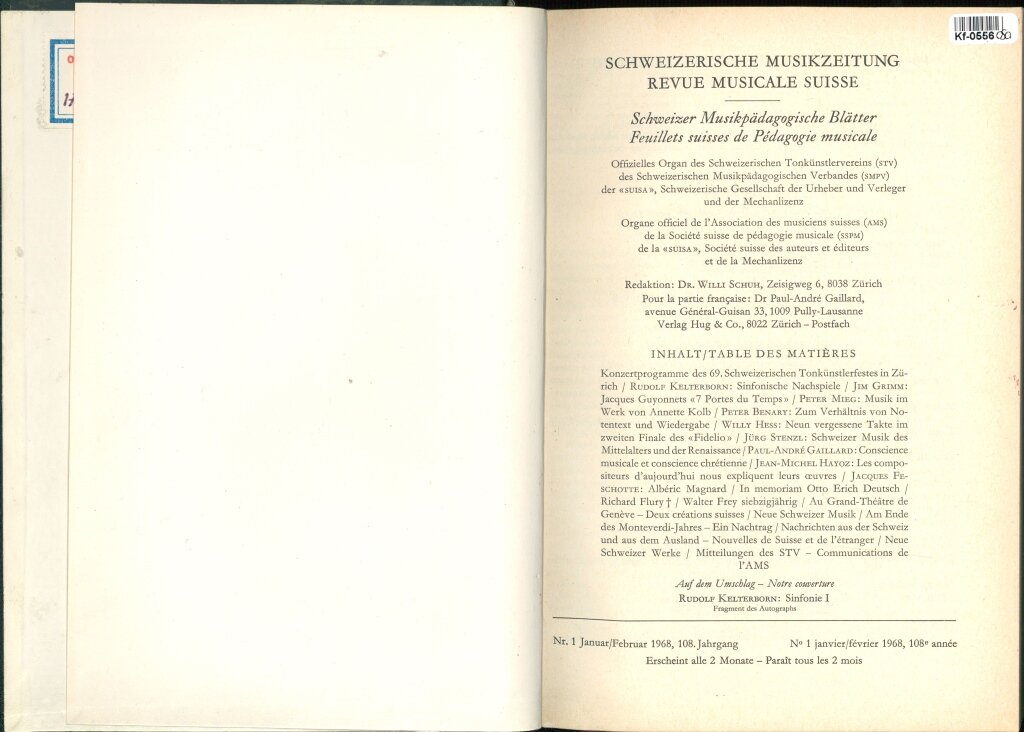 Kf-0556
SCHWEIZERISCHE MUSIKZEITUNG
REVUE MUSICALE SUISSE
Schweizer Musikpädagogische Blätter
Feuillets suisses de Pédagogie musicale
Offizielles Organ des Schweizerischen Tonkünstlervereins (STV)
des Schweizerischen Musikpädagogischen Verbandes (SMPV)
der «SUISA», Schweizerische Gesellschaft der Urheber und Verleger
und der Mechanlizenz
Organe officiel de l'Association des musiciens suisses (AMS)
de la Société suisse de pédagogie musicale (SSPM)
de la «SUISA», Société suisse des auteurs et éditeurs
et de la Mechanlizenz
Redaktion: DR. WILLI SCHUH, Zeisigweg 6, 8038 Zürich
Pour la partie française: Dr Paul-André Gaillard,
avenue Général-Guisan 33, 1009 Pully-Lausanne
Verlag Hug & Co., 8022 Zürich – Postfach
INHALT/TABLE DES MATIÈRES
Konzertprogramme des 69. Schweizerischen Tonkünstlerfestes in Zü-
rich / RUDOLF KELTERBORN: Sinfonische Nachspiele / JIM GRIMM:
Jacques Guyonnets «7 Portes du Temps» / PETER MIEG: Musik im
Werk von Annette Kolb / PETER BENARY: Zum Verhältnis von No-
tentext und Wiedergabe / WILLY HESS: Neun vergessene Takte im
zweiten Finale des «Fidelio» / JÜRG STENZL: Schweizer Musik des
Mittelalters und der Renaissance / PAUL-ANDRÉ GAILLARD: Conscience
musicale et conscience chrétienne / JEAN-MICHEL HAYOZ: Les compo-
siteurs d'aujourd'hui nous expliquent leurs œuvres / JACQUES FE-
SCHOTTE: Albéric Magnard / In memoriam Otto Erich Deutsch /
Richard Flury † / Walter Frey siebzigjährig / Au Grand-Théâtre de
Genève – Deux créations suisses / Neue Schweizer Musik / Am Ende
des Monteverdi-Jahres – Ein Nachtrag / Nachrichten aus der Schweiz
und aus dem Ausland – Nouvelles de Suisse et de l'étranger / Neue
Schweizer Werke / Mitteilungen des STV – Communications de
l'AMS
Auf dem Umschlag – Notre couverture
RUDOLF KELTERBORN: Sinfonie I
Fragment des Autographs
Nr. 1 Januar/Februar 1968, 108. Jahrgang
Nº 1 janvier/février 1968, 108e année
Erscheint alle 2 Monate – Paraît tous les 2 mois